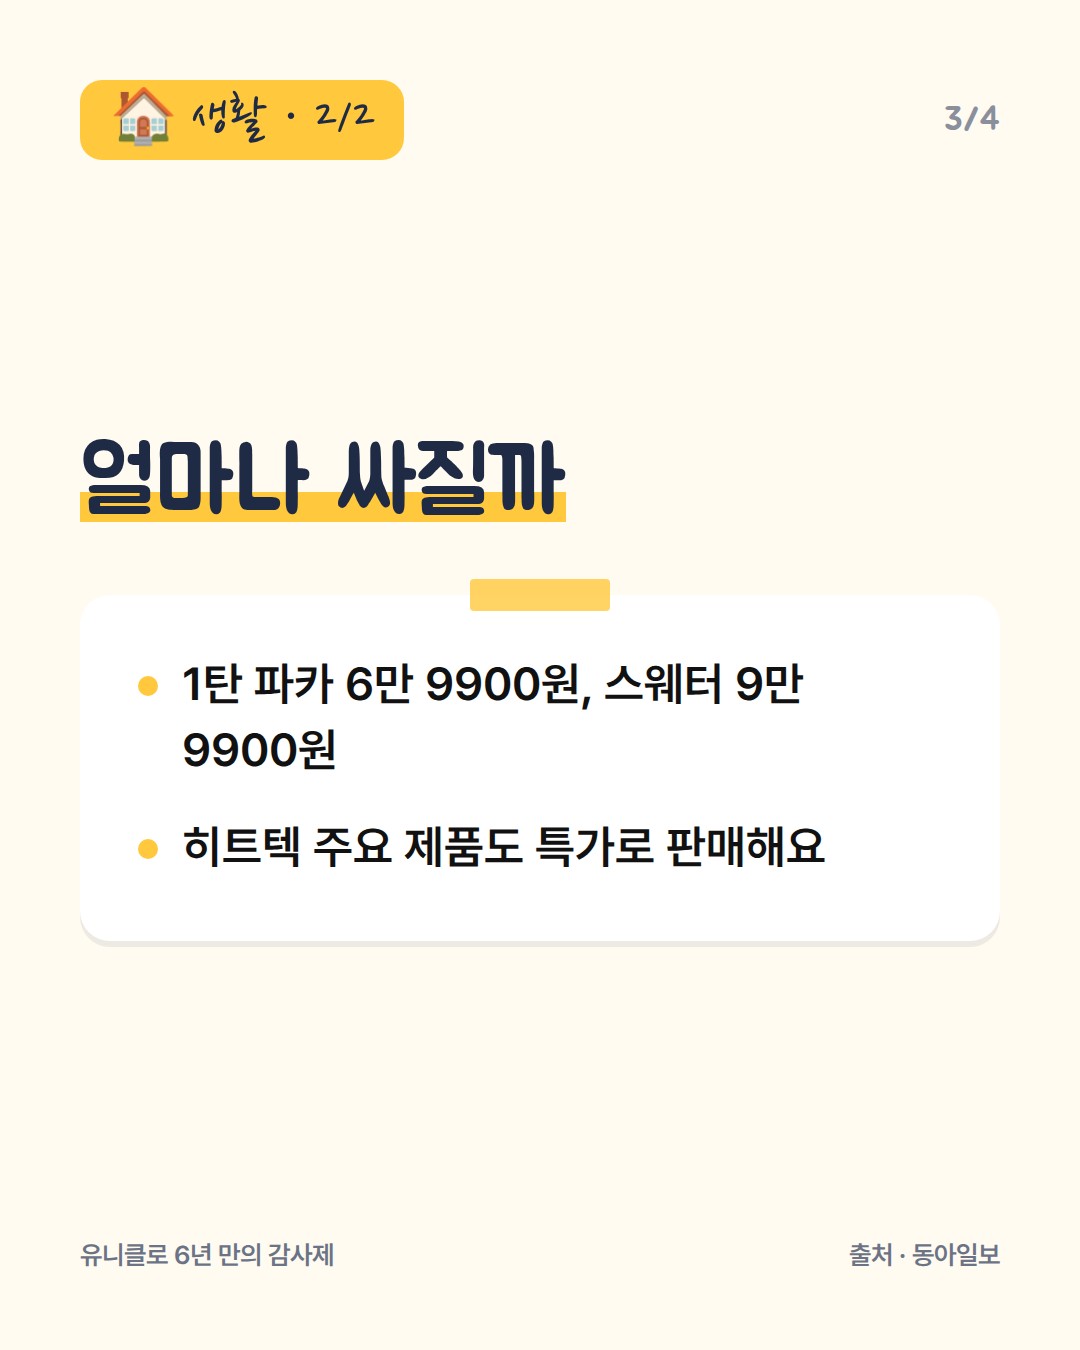 생활 · 2/2
3/4
얼마나 싸질까
1탄 파카 6만 9900원, 스웨터 9만
9900원
히트텍 주요 제품도 특가로 판매해요
유니클로 6년 만의 감사제
출처 · 동아일보